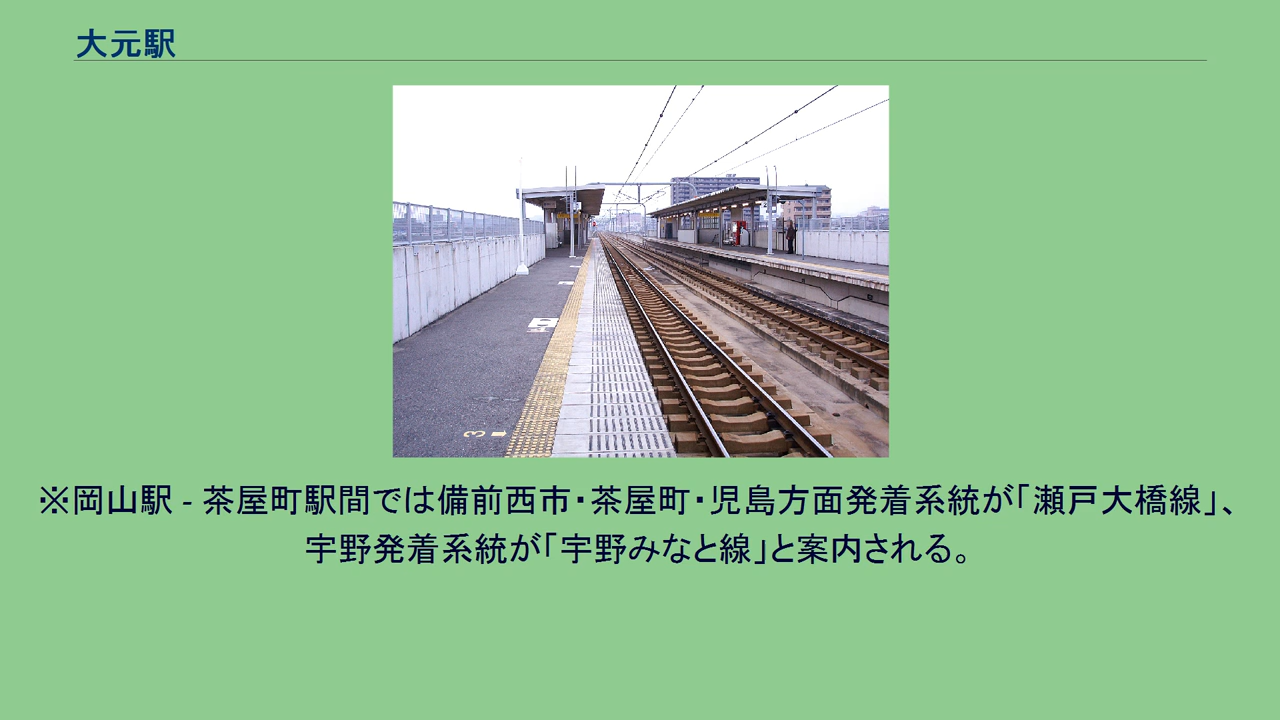 大元駅
3
※岡山駅 - 茶屋町駅間では備前西市・茶屋町・児島方面発着系統が「瀬戸大橋線」、
宇野発着系統が「宇野みなと線」と案内される。